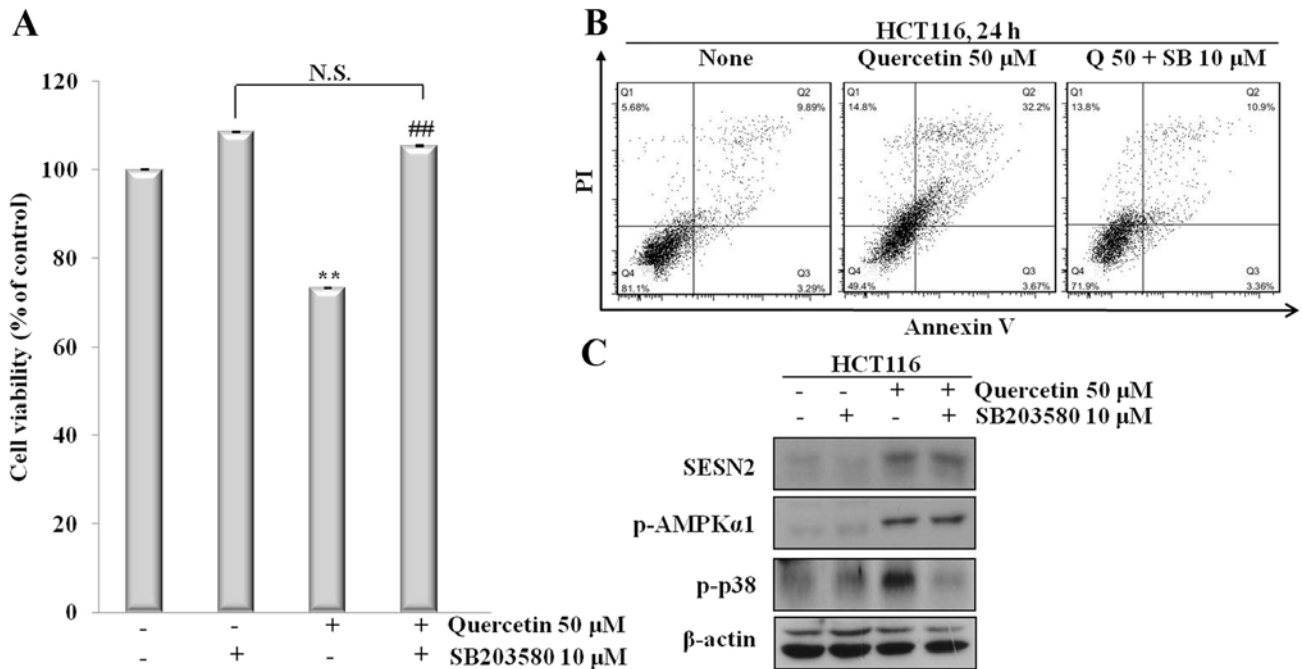 A
Cell viability (% of control)
120
100
80
60
40
20
0
N.S.
**
##
- - + + Quercetin 50 μM
- + - + SB203580 10 μM
B
HCT116, 24 h
None Quercetin 50 μM Q 50 + SB 10 μM
PI
Q1 Q2 Q1 Q2 Q1 Q2
5.68% 9.89% 14.8% 32.2% 13.8% 10.9%
Q4 Q3 Q4 Q3 Q4 Q3
81.1% 3.29% 49.4% 3.67% 71.9% 3.36%
Annexin V
C
HCT116
- - + + Quercetin 50 μM
- + - + SB203580 10 μM
SESN2
p-AMPKα1
p-p38
β-actin